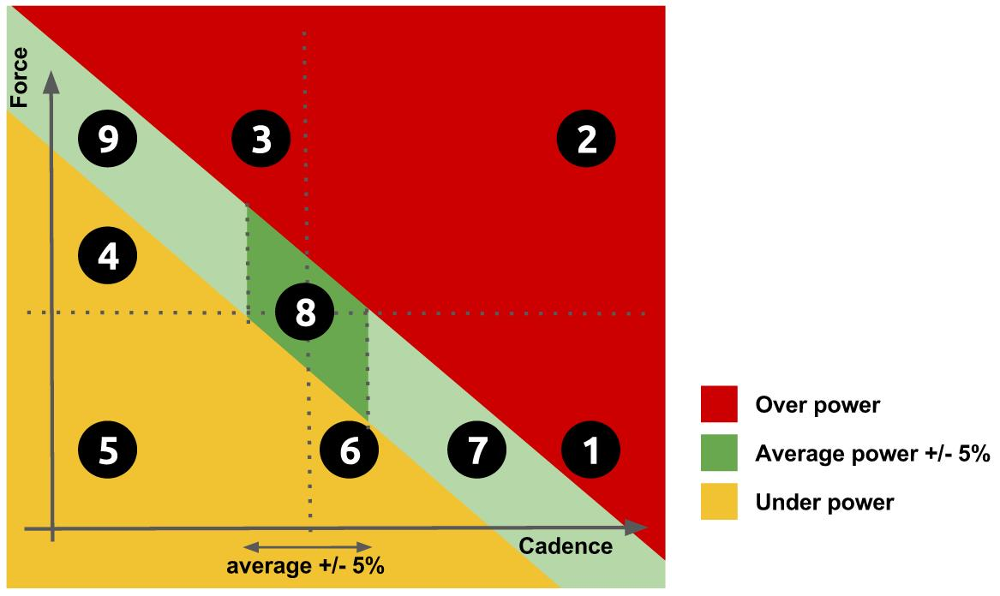 Force
9
3
2
4
8
5
6
7
1
Cadence
average +/- 5%
Over power
Average power +/- 5%
Under power